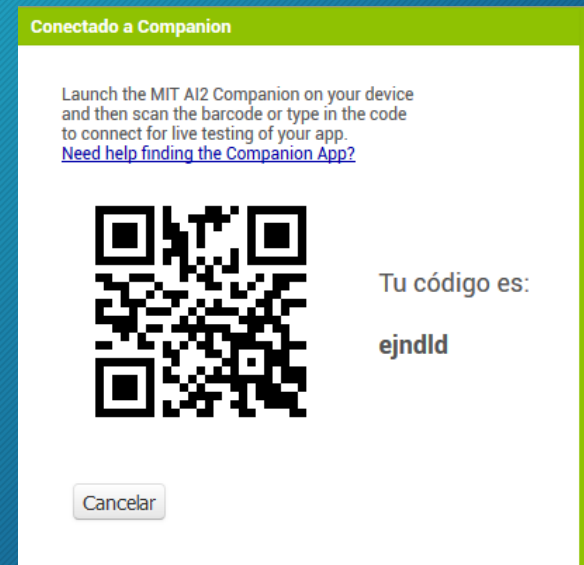 Conectado a Companion
Launch the MIT AI2 Companion on your device
and then scan the barcode or type in the code
to connect for live testing of your app.
Need help finding the Companion App?
Tu código es:
ejndld
Cancelar